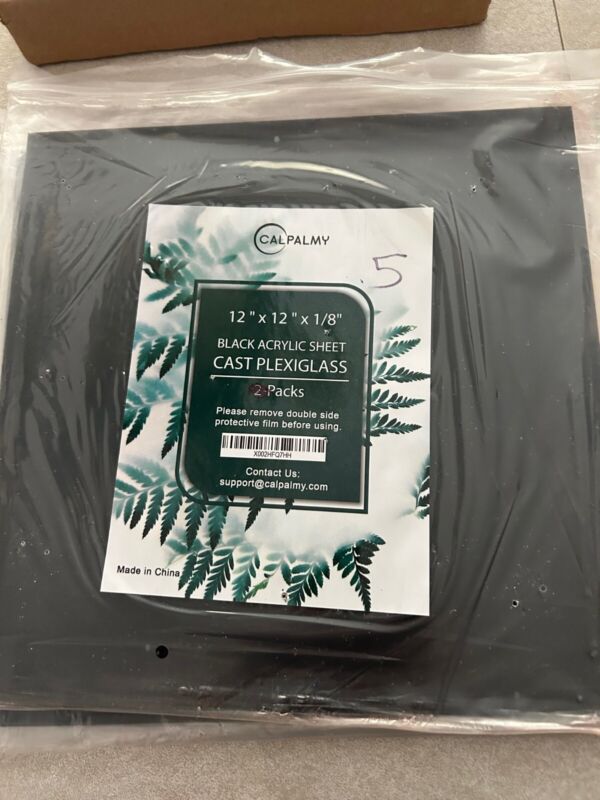 CALPALMY
5
12 " x 12 " x 1/8"
BLACK ACRYLIC SHEET
CAST PLEXIGLASS
2 Packs
Please remove double side
protective film before using.
X002HFQ7HH
Contact Us:
support@calpalmy.com
Made in China